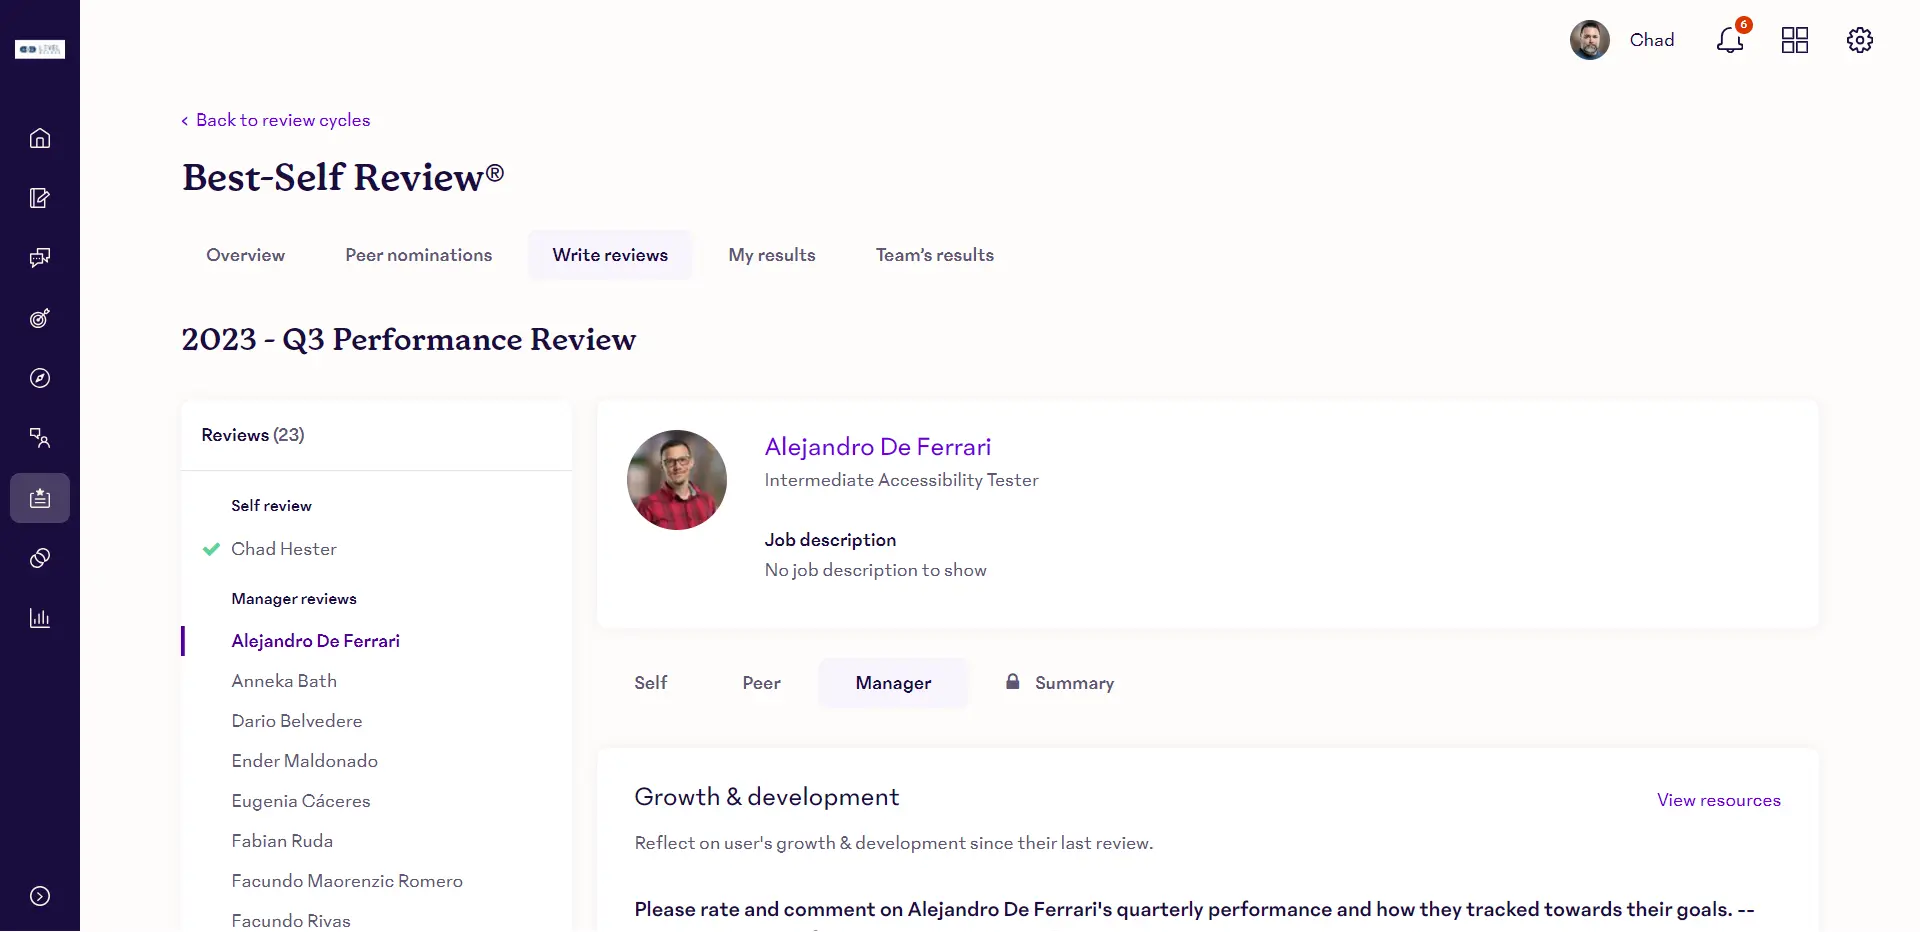 Chad
6
< Back to review cycles
Best-Self Review®
Overview
Peer nominations
Write reviews
My results
Team's results
2023 - Q3 Performance Review
Reviews (23)
Self review
Chad Hester
Manager reviews
Alejandro De Ferrari
Anneka Bath
Dario Belvedere
Ender Maldonado
Eugenia Cáceres
Fabian Ruda
Facundo Maorenzic Romero
Facundo Rivas
Alejandro De Ferrari
Intermediate Accessibility Tester
Job description
No job description to show
Self
Peer
Manager
Summary
Growth & development
View resources
Reflect on user's growth & development since their last review.
Please rate and comment on Alejandro De Ferrari's quarterly performance and how they tracked towards their goals. --